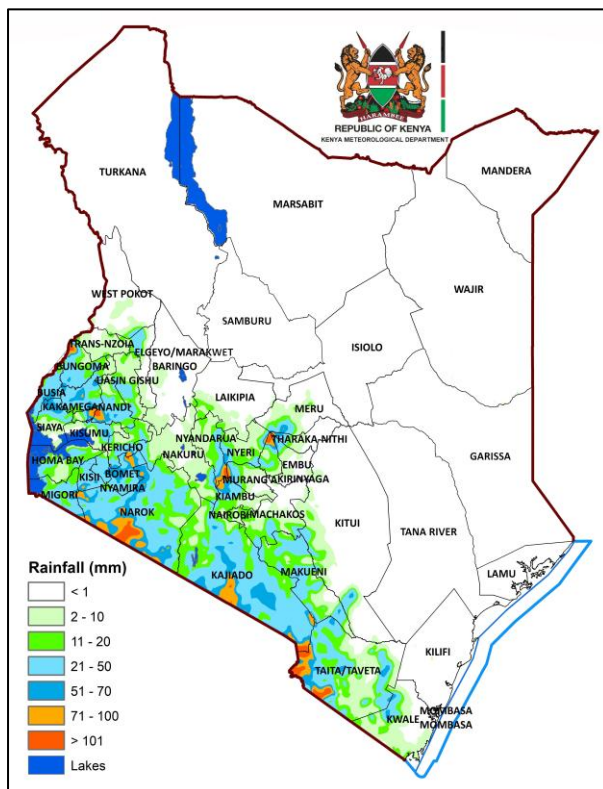 HARAMBEE
REPUBLIC OF KENYA
KENYA METEOROLOGICAL DEPARTMENT
MANDERA
TURKANA
MARSABIT
WAJIR
WEST POKOT
SAMBURU
ISIOLO
TRANS-NZOIA
ELGEYO/MARAKWET
BUNGOMA
BARINGO
UASIN GISHU
BUSIA
LAIKIPIA
MERU
KAKAMEGA
NANDI
SIAYA
KISUMU
NYANDARUA
THARAKA-NITHI
KERICHO
NYERI
GARISSA
HOMA BAY
NAKURU
EMBU
KISII
BOMET
MURANG'A
KIRINYAGA
NYAMIRA
MIGORI
KIAMBU
NAROK
NAIROBI
MACHAKOS
KITUI
TANA RIVER
Rainfall (mm)
< 1
2 - 10
11 - 20
21 - 50
51 - 70
71 - 100
> 101
Lakes
KAJIADO
MAKUENI
LAMU
TAITA/TAVETA
KILIFI
KWALE
MOMBASA
MOMBASA